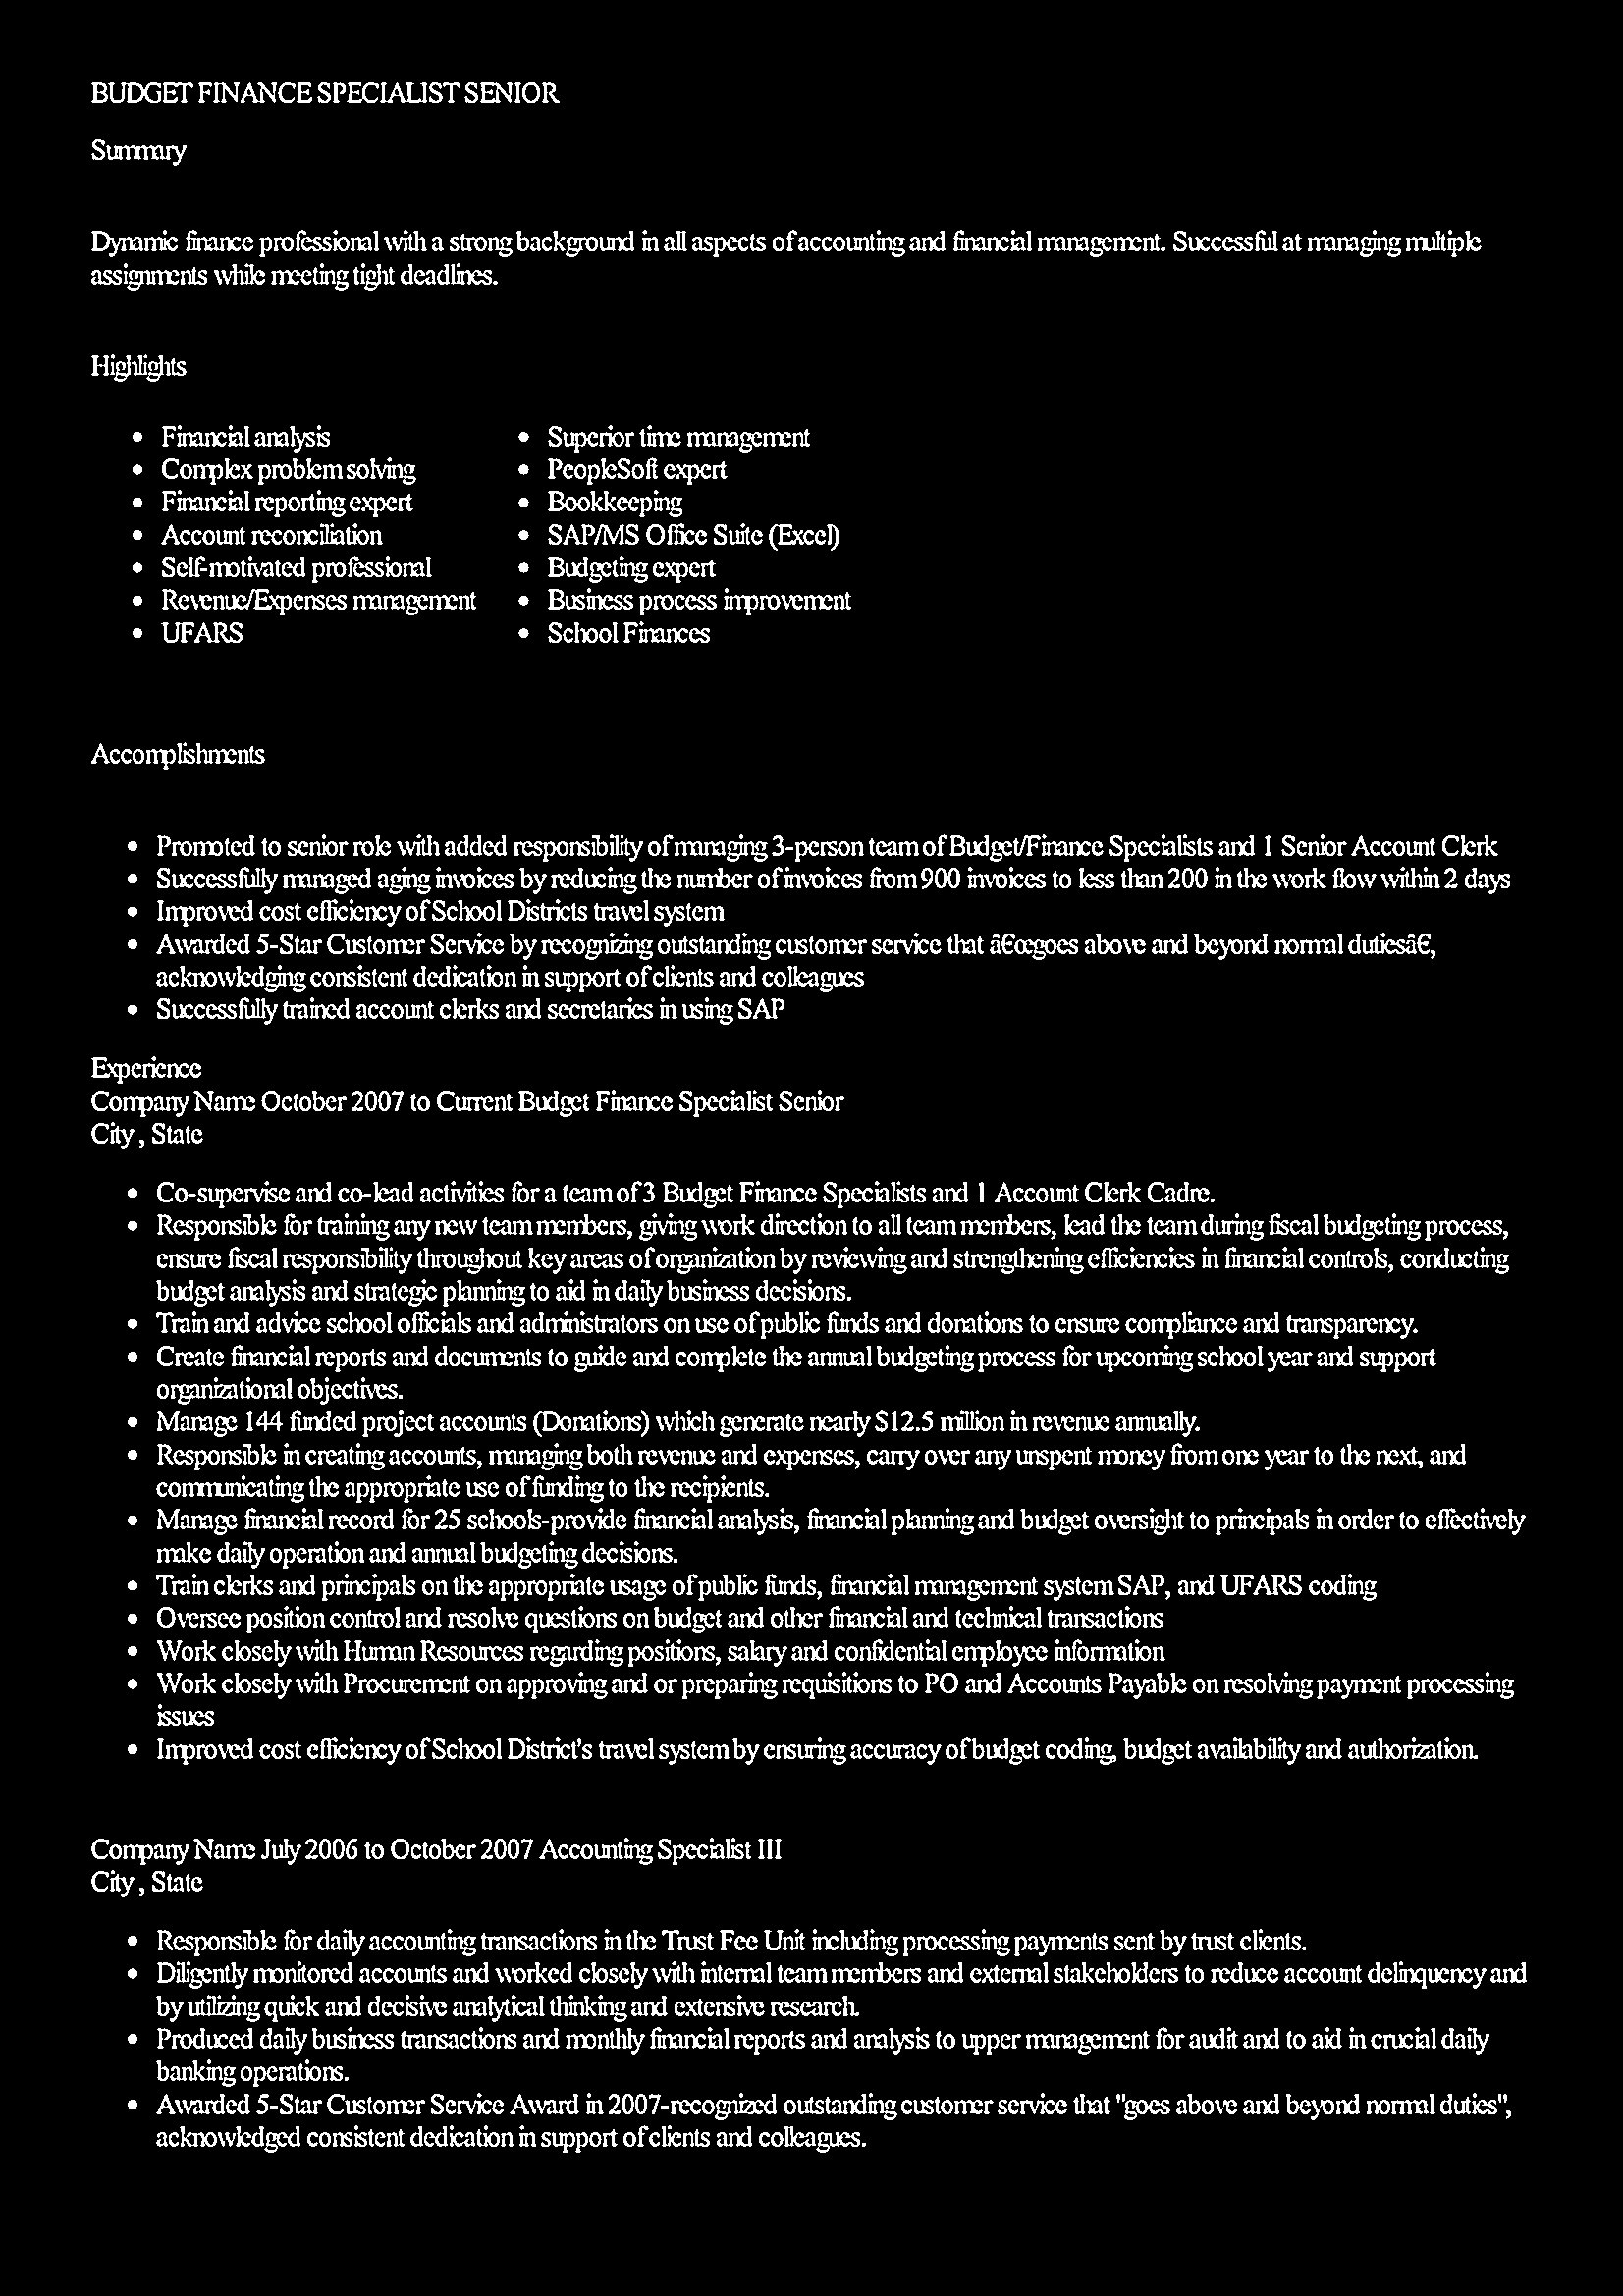 BUDGET FINANCE SPECIALIST SENIOR
Summary
Dynamic finance professional with a strong background in all aspects of accounting and financial management. Successful at managing multiple
assignments while meeting tight deadlines.
Highlights
• Financial analysis
• Complex problem solving
• Financial reporting expert
• Account reconciliation
• Self-motivated professional
• Revenue/Expenses management
• UFARS
• Superior time management
• PeopleSoft expert
• Bookkeeping
• SAP/MS Office Suite (Excel)
• Budgeting expert
• Business process improvement
• School Finances
Accomplishments
• Promoted to senior role with added responsibility of managing 3-person team of Budget/Finance Specialists and 1 Senior Account Clerk
• Successfully managed aging invoices by reducing the number of invoices from 900 invoices to less than 200 in the work flow within 2 days
• Improved cost efficiency of School Districts travel system
• Awarded 5-Star Customer Service by recognizing outstanding customer service that â€œgoes above and beyond normal dutiesâ€,
acknowledging consistent dedication in support of clients and colleagues
• Successfully trained account clerks and secretaries in using SAP
Experience
Company Name October 2007 to Current Budget Finance Specialist Senior
City , State
• Co-supervise and co-lead activities for a team of 3 Budget Finance Specialists and 1 Account Clerk Cadre.
• Responsible for training any new team members, giving work direction to all team members, lead the team during fiscal budgeting process,
ensure fiscal responsibility throughout key areas of organization by reviewing and strengthening efficiencies in financial controls, conducting
budget analysis and strategic planning to aid in daily business decisions.
• Train and advice school officials and administrators on use of public funds and donations to ensure compliance and transparency.
• Create financial reports and documents to guide and complete the annual budgeting process for upcoming school year and support
organizational objectives.
• Manage 144 funded project accounts (Donations) which generate nearly $12.5 million in revenue annually.
• Responsible in creating accounts, managing both revenue and expenses, carry over any unspent money from one year to the next, and
communicating the appropriate use of funding to the recipients.
• Manage financial record for 25 schools-provide financial analysis, financial planning and budget oversight to principals in order to effectively
make daily operation and annual budgeting decisions.
• Train clerks and principals on the appropriate usage of public funds, financial management system SAP, and UFARS coding
• Oversee position control and resolve questions on budget and other financial and technical transactions
• Work closely with Human Resources regarding positions, salary and confidential employee information
• Work closely with Procurement on approving and or preparing requisitions to PO and Accounts Payable on resolving payment processing
issues
• Improved cost efficiency of School District's travel system by ensuring accuracy of budget coding, budget availability and authorization.
Company Name July 2006 to October 2007 Accounting Specialist III
City , State
• Responsible for daily accounting transactions in the Trust Fee Unit including processing payments sent by trust clients.
• Diligently monitored accounts and worked closely with internal team members and external stakeholders to reduce account delinquency and
by utilizing quick and decisive analytical thinking and extensive research.
• Produced daily business transactions and monthly financial reports and analysis to upper management for audit and to aid in crucial daily
banking operations.
• Awarded 5-Star Customer Service Award in 2007-recognized outstanding customer service that "goes above and beyond normal duties",
acknowledged consistent dedication in support of clients and colleagues.